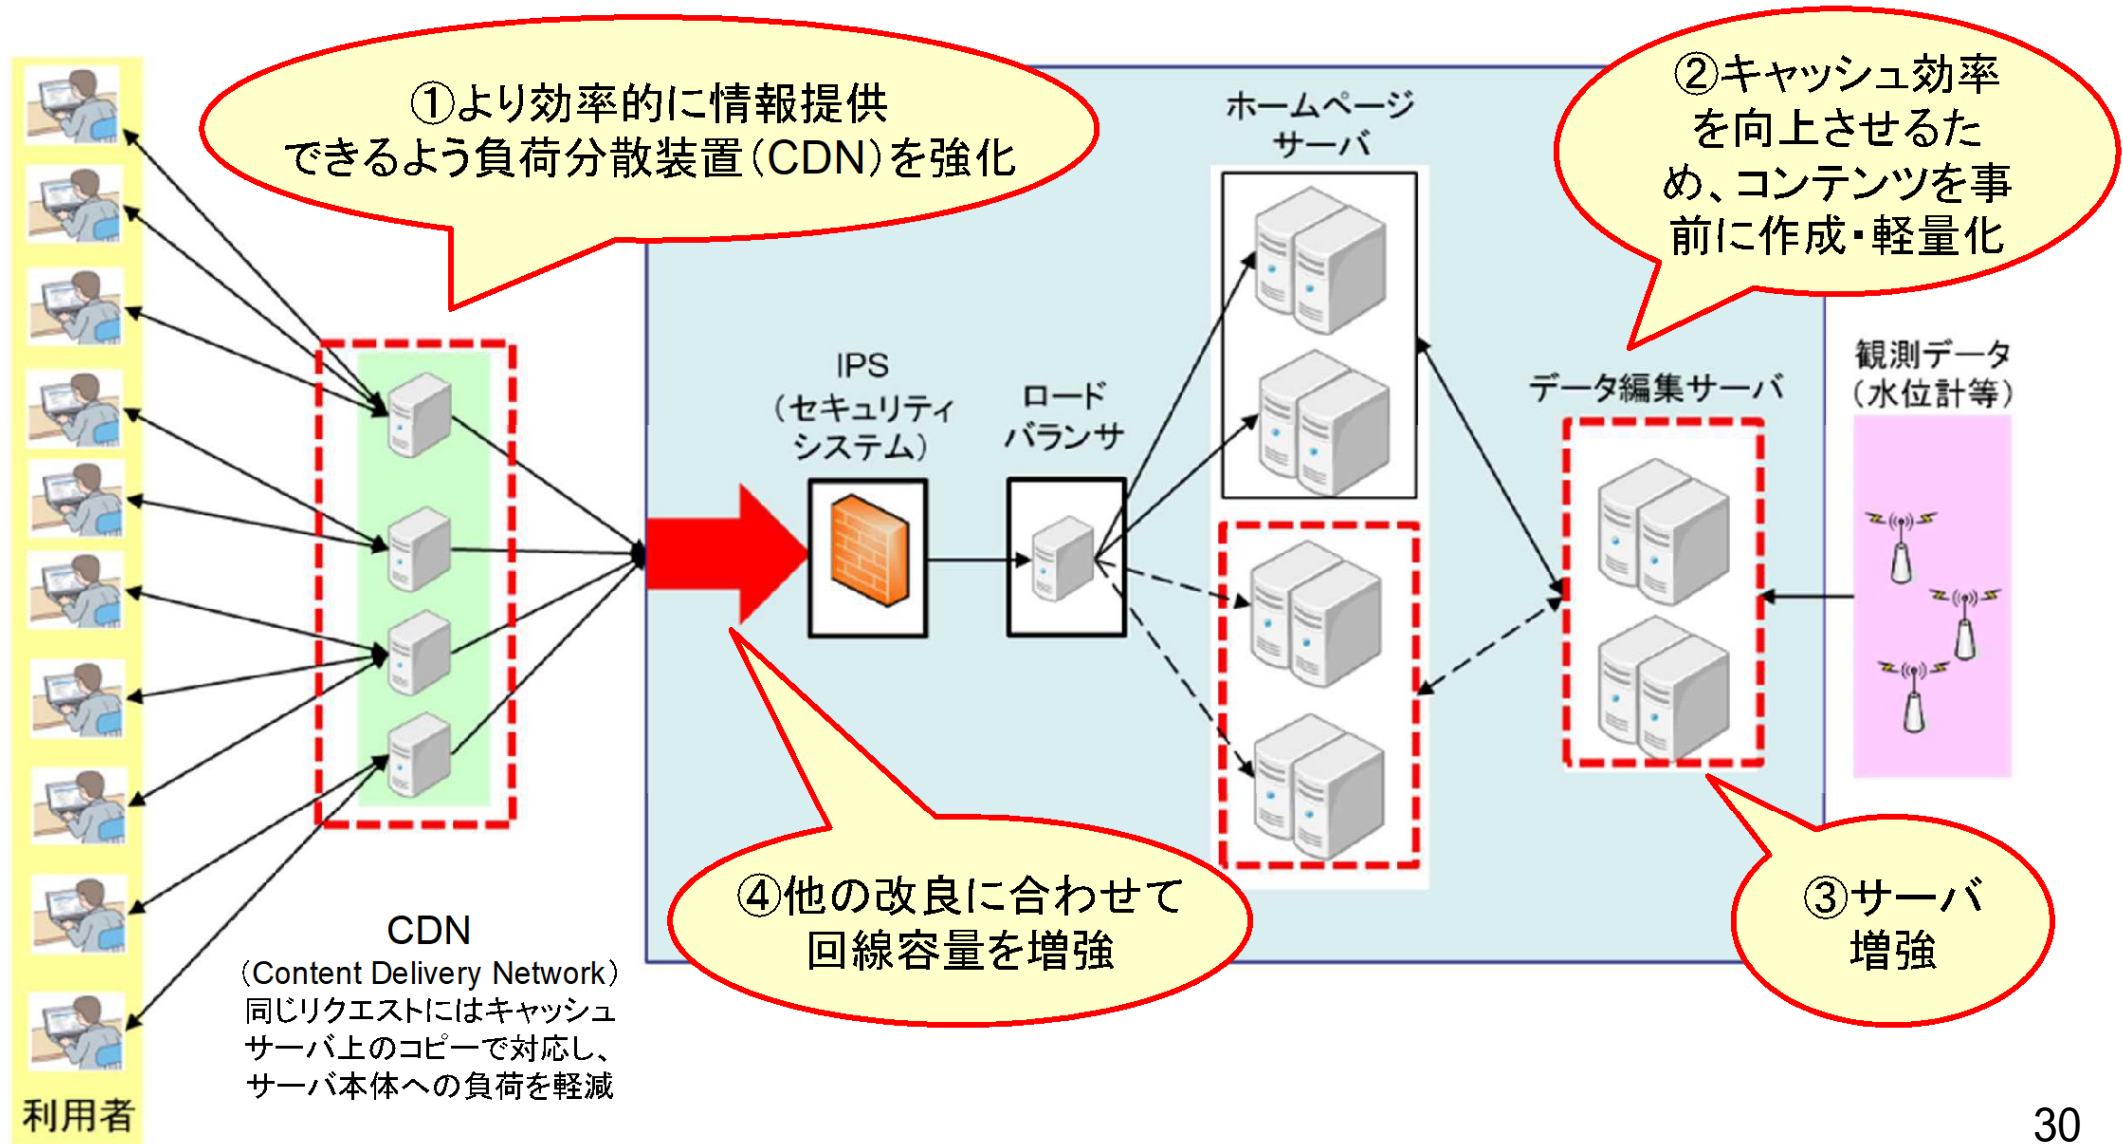 ①より効率的に情報提供
できるよう負荷分散装置（CDN）を強化
②キャッシュ効率
を向上させるた
め、コンテンツを事
前に作成・軽量化
ホームページ
サーバ
IPS
（セキュリティ
システム）
ロード
バランサ
データ編集サーバ
観測データ
（水位計等）
④他の改良に合わせて
回線容量を増強
③サーバ
増強
CDN
（Content Delivery Network）
同じリクエストにはキャッシュ
サーバ上のコピーで対応し、
サーバ本体への負荷を軽減
利用者
30